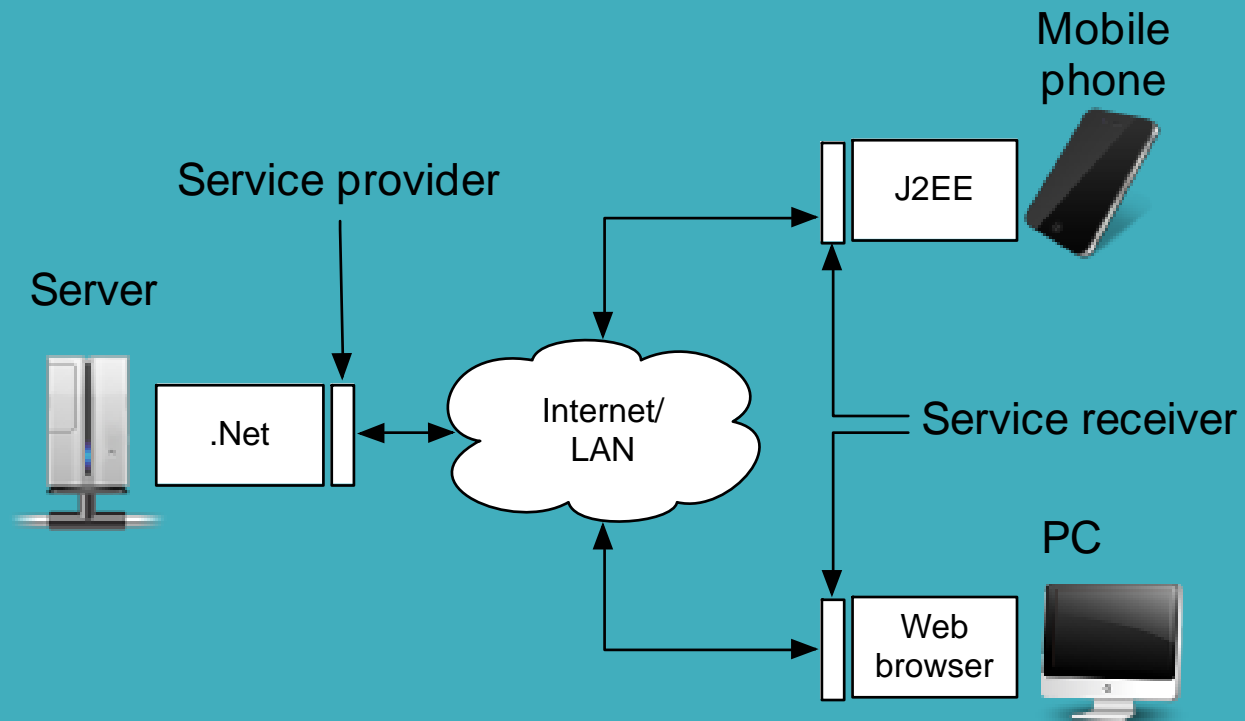 Mobile
phone
Service provider
J2EE
Server
Internet/
LAN
.Net
Service receiver
PC
Web
browser